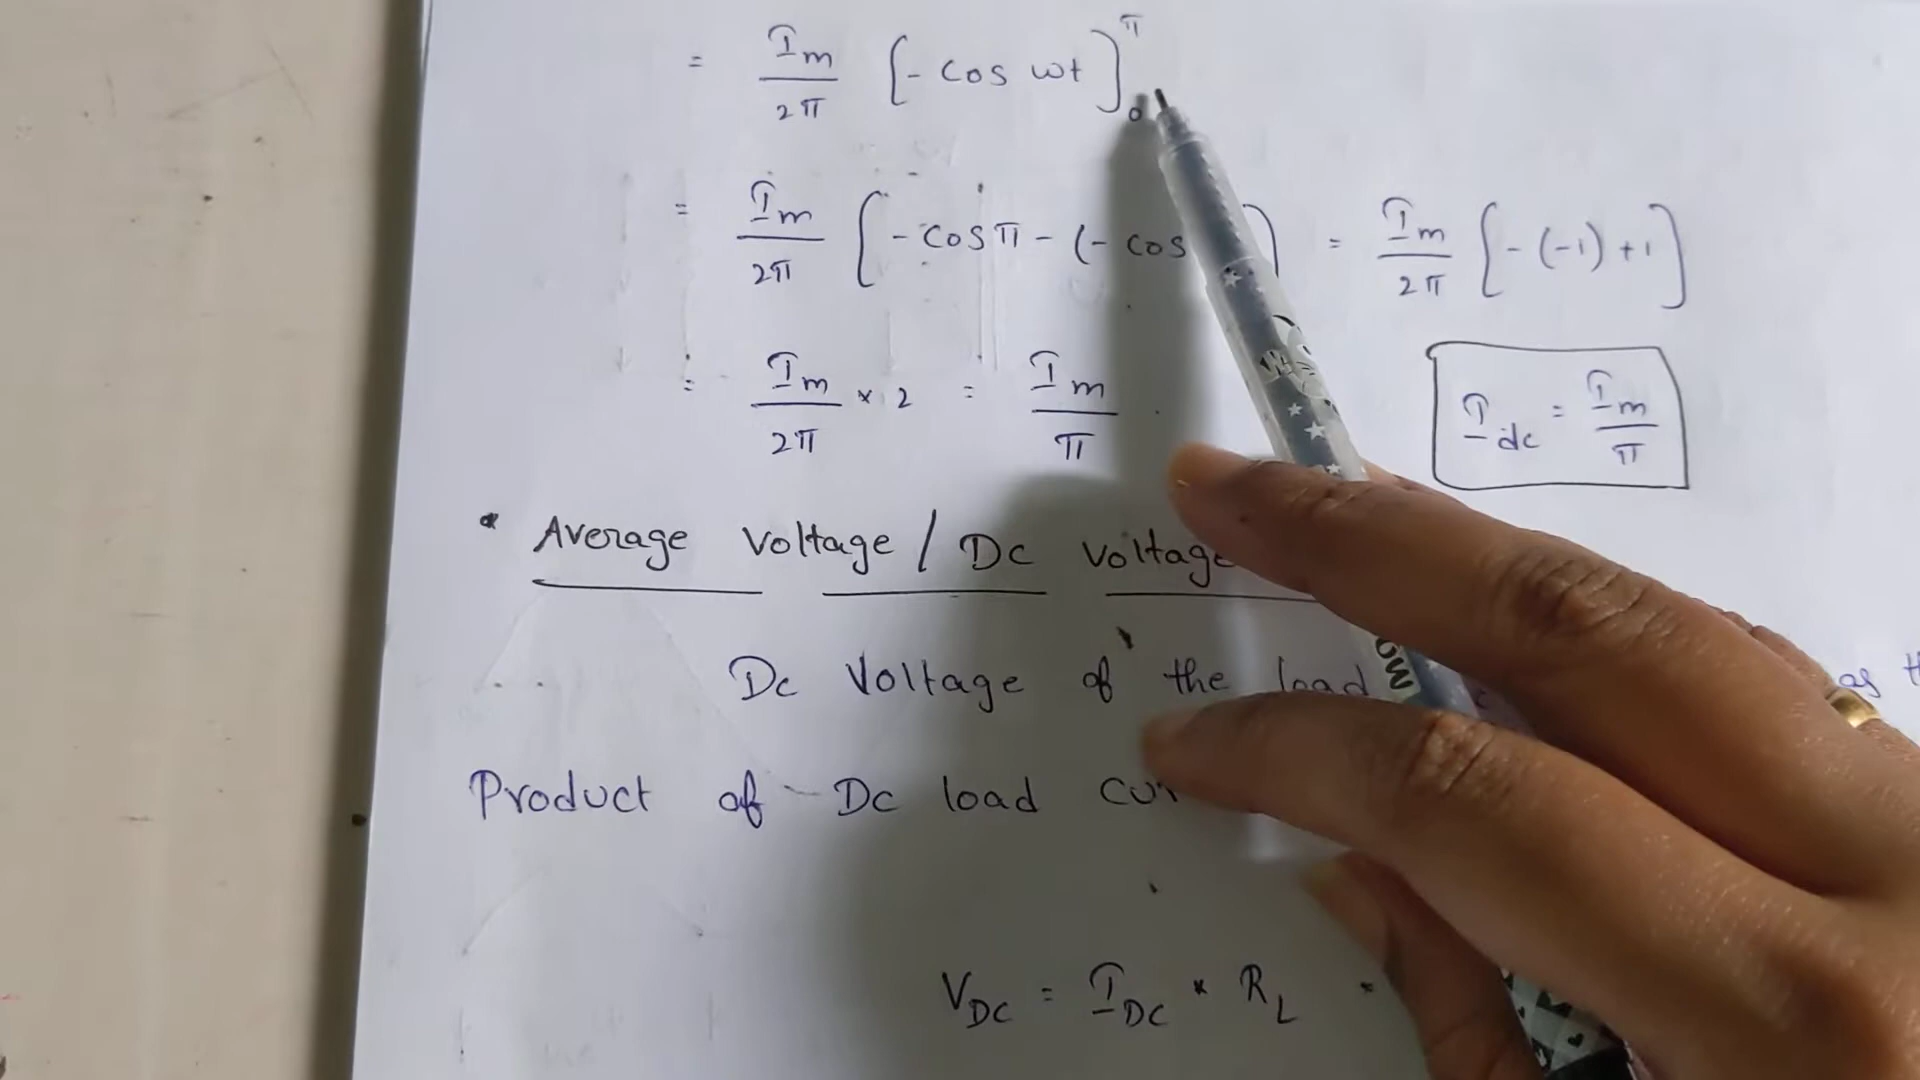 = Im/2π [- cos ωt]₀^π
= Im/2π [- cos π - (- cos ] = Im/2π [- (-1) + 1]
= Im/2π × 2 = Im/π
Idc = Im/π
* Average Voltage / Dc Voltage
Dc Voltage of the load as
Product of Dc load
VDC = IDC * RL =